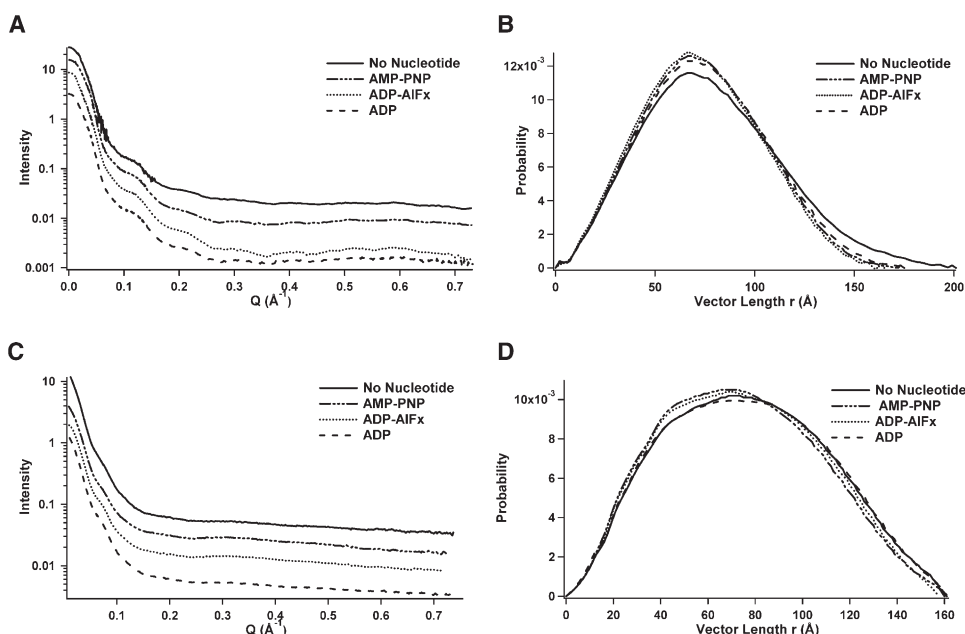 A
Intensity
10
1
0.1
0.01
0.001
0.0 0.1 0.2 0.3 0.4 0.5 0.6 0.7
Q (Å⁻¹)
No Nucleotide
AMP-PNP
ADP-AlFx
ADP
B
Probability
12x10⁻³
10
8
6
4
2
0
0 50 100 150 200
Vector Length r (Å)
No Nucleotide
AMP-PNP
ADP-AlFx
ADP
C
Intensity
10
1
0.1
0.01
0.1 0.2 0.3 0.4 0.5 0.6 0.7
Q (Å⁻¹)
No Nucleotide
AMP-PNP
ADP-AlFx
ADP
D
Probability
10x10⁻³
8
6
4
2
0
0 20 40 60 80 100 120 140 160
Vector Length r (Å)
No Nucleotide
AMP-PNP
ADP-AlFx
ADP